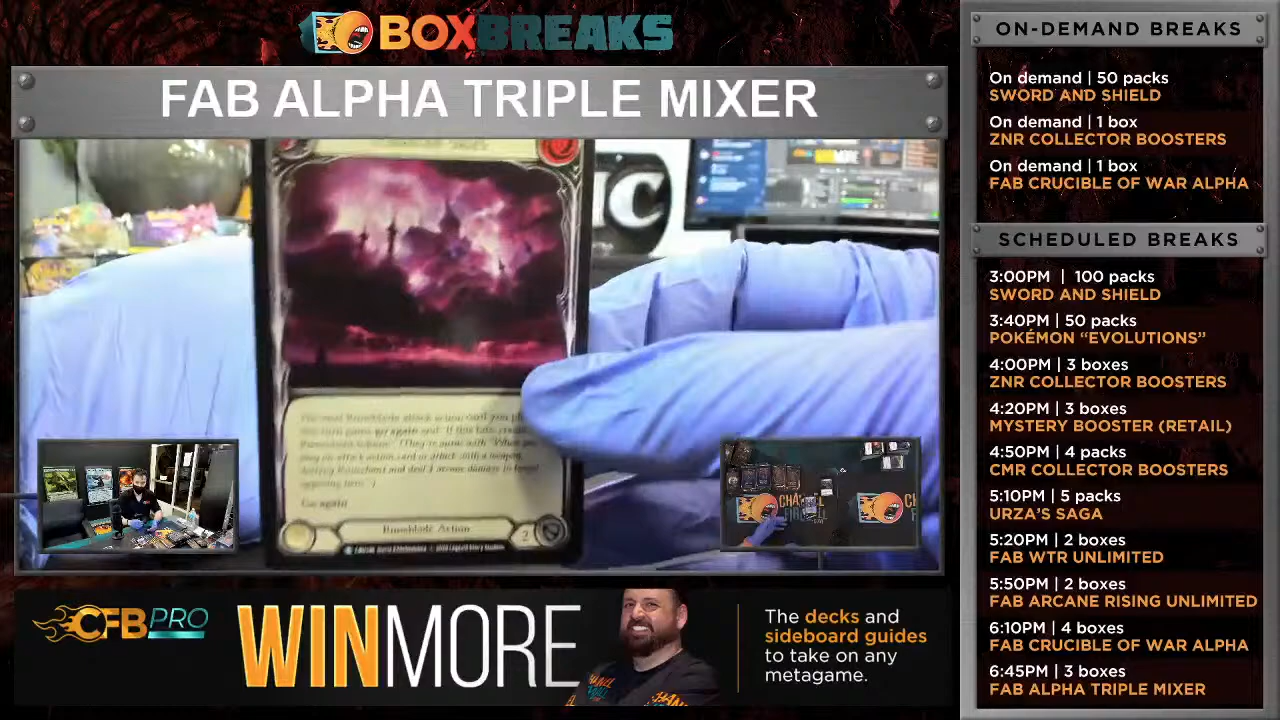 BOXBREAKS
FAB ALPHA TRIPLE MIXER
Go again
Runeblade Action
2
CFB PRO
WINMORE
The decks and
sideboard guides
to take on any
metagame.
ON-DEMAND BREAKS
On demand | 50 packs
SWORD AND SHIELD
On demand | 1 box
ZNR COLLECTOR BOOSTERS
On demand | 1 box
FAB CRUCIBLE OF WAR ALPHA
SCHEDULED BREAKS
3:00PM | 100 packs
SWORD AND SHIELD
3:40PM | 50 packs
POKÉMON “EVOLUTIONS”
4:00PM | 3 boxes
ZNR COLLECTOR BOOSTERS
4:20PM | 3 boxes
MYSTERY BOOSTER (RETAIL)
4:50PM | 4 packs
CMR COLLECTOR BOOSTERS
5:10PM | 5 packs
URZA’S SAGA
5:20PM | 2 boxes
FAB WTR UNLIMITED
5:50PM | 2 boxes
FAB ARCANE RISING UNLIMITED
6:10PM | 4 boxes
FAB CRUCIBLE OF WAR ALPHA
6:45PM | 3 boxes
FAB ALPHA TRIPLE MIXER